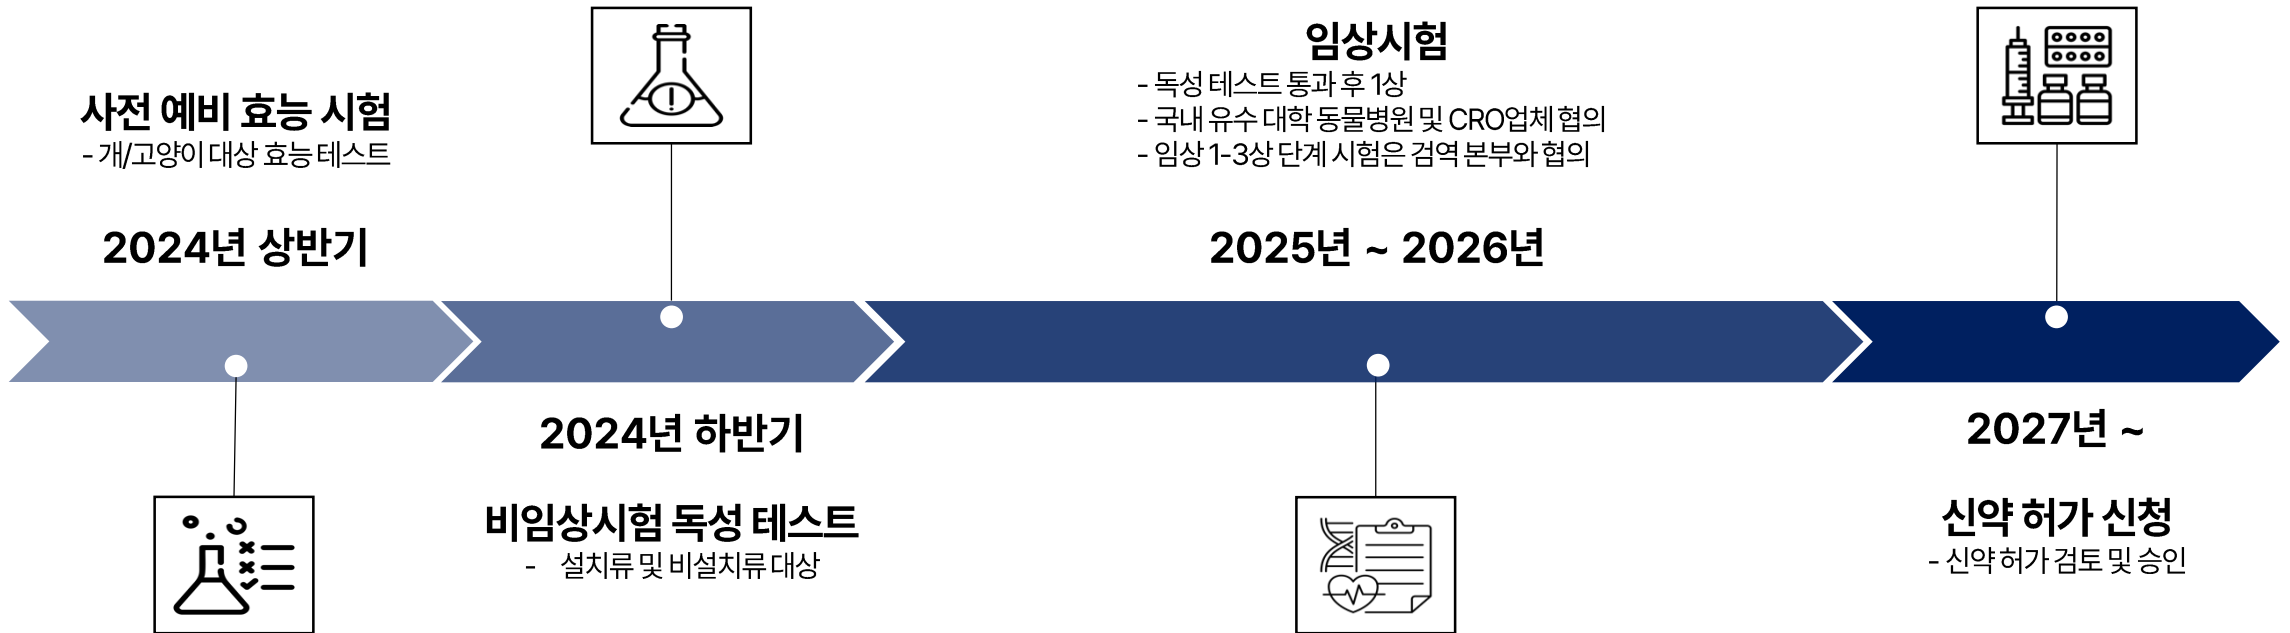 사전 예비 효능 시험
- 개/고양이 대상 효능 테스트
2024년 상반기
2024년 하반기
비임상시험 독성 테스트
- 설치류 및 비설치류 대상
임상시험
- 독성 테스트 통과 후 1상
- 국내 유수 대학 동물병원 및 CRO업체 협의
- 임상 1-3상 단계 시험은 검역 본부와 협의
2025년 ~ 2026년
2027년 ~
신약 허가 신청
- 신약 허가 검토 및 승인